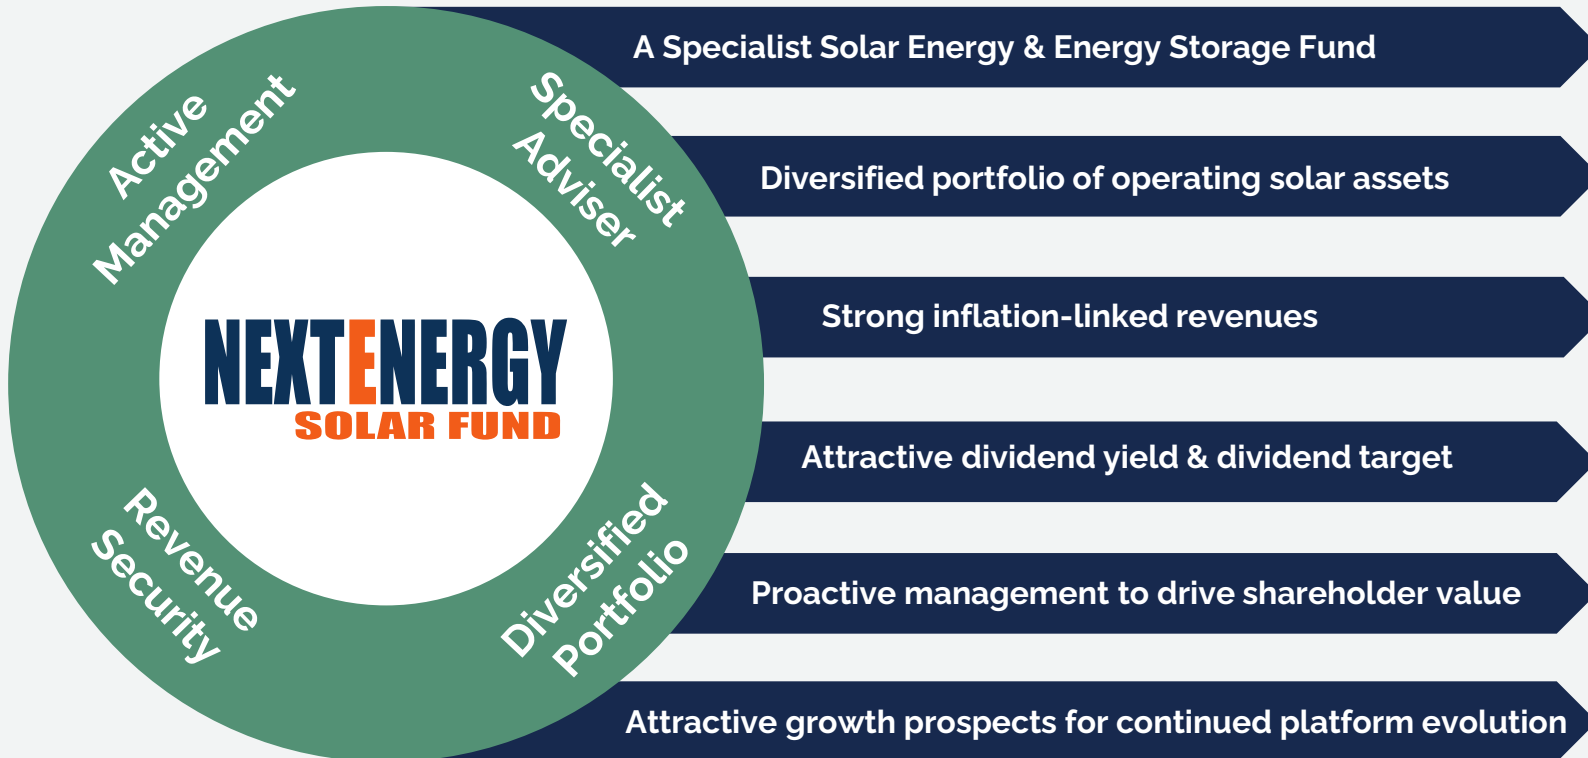 Active
Management
Specialist
Adviser
NEXTENERGY
SOLAR FUND
Revenue
Security
Diversified
Portfolio
A Specialist Solar Energy & Energy Storage Fund
Diversified portfolio of operating solar assets
Strong inflation-linked revenues
Attractive dividend yield & dividend target
Proactive management to drive shareholder value
Attractive growth prospects for continued platform evolution